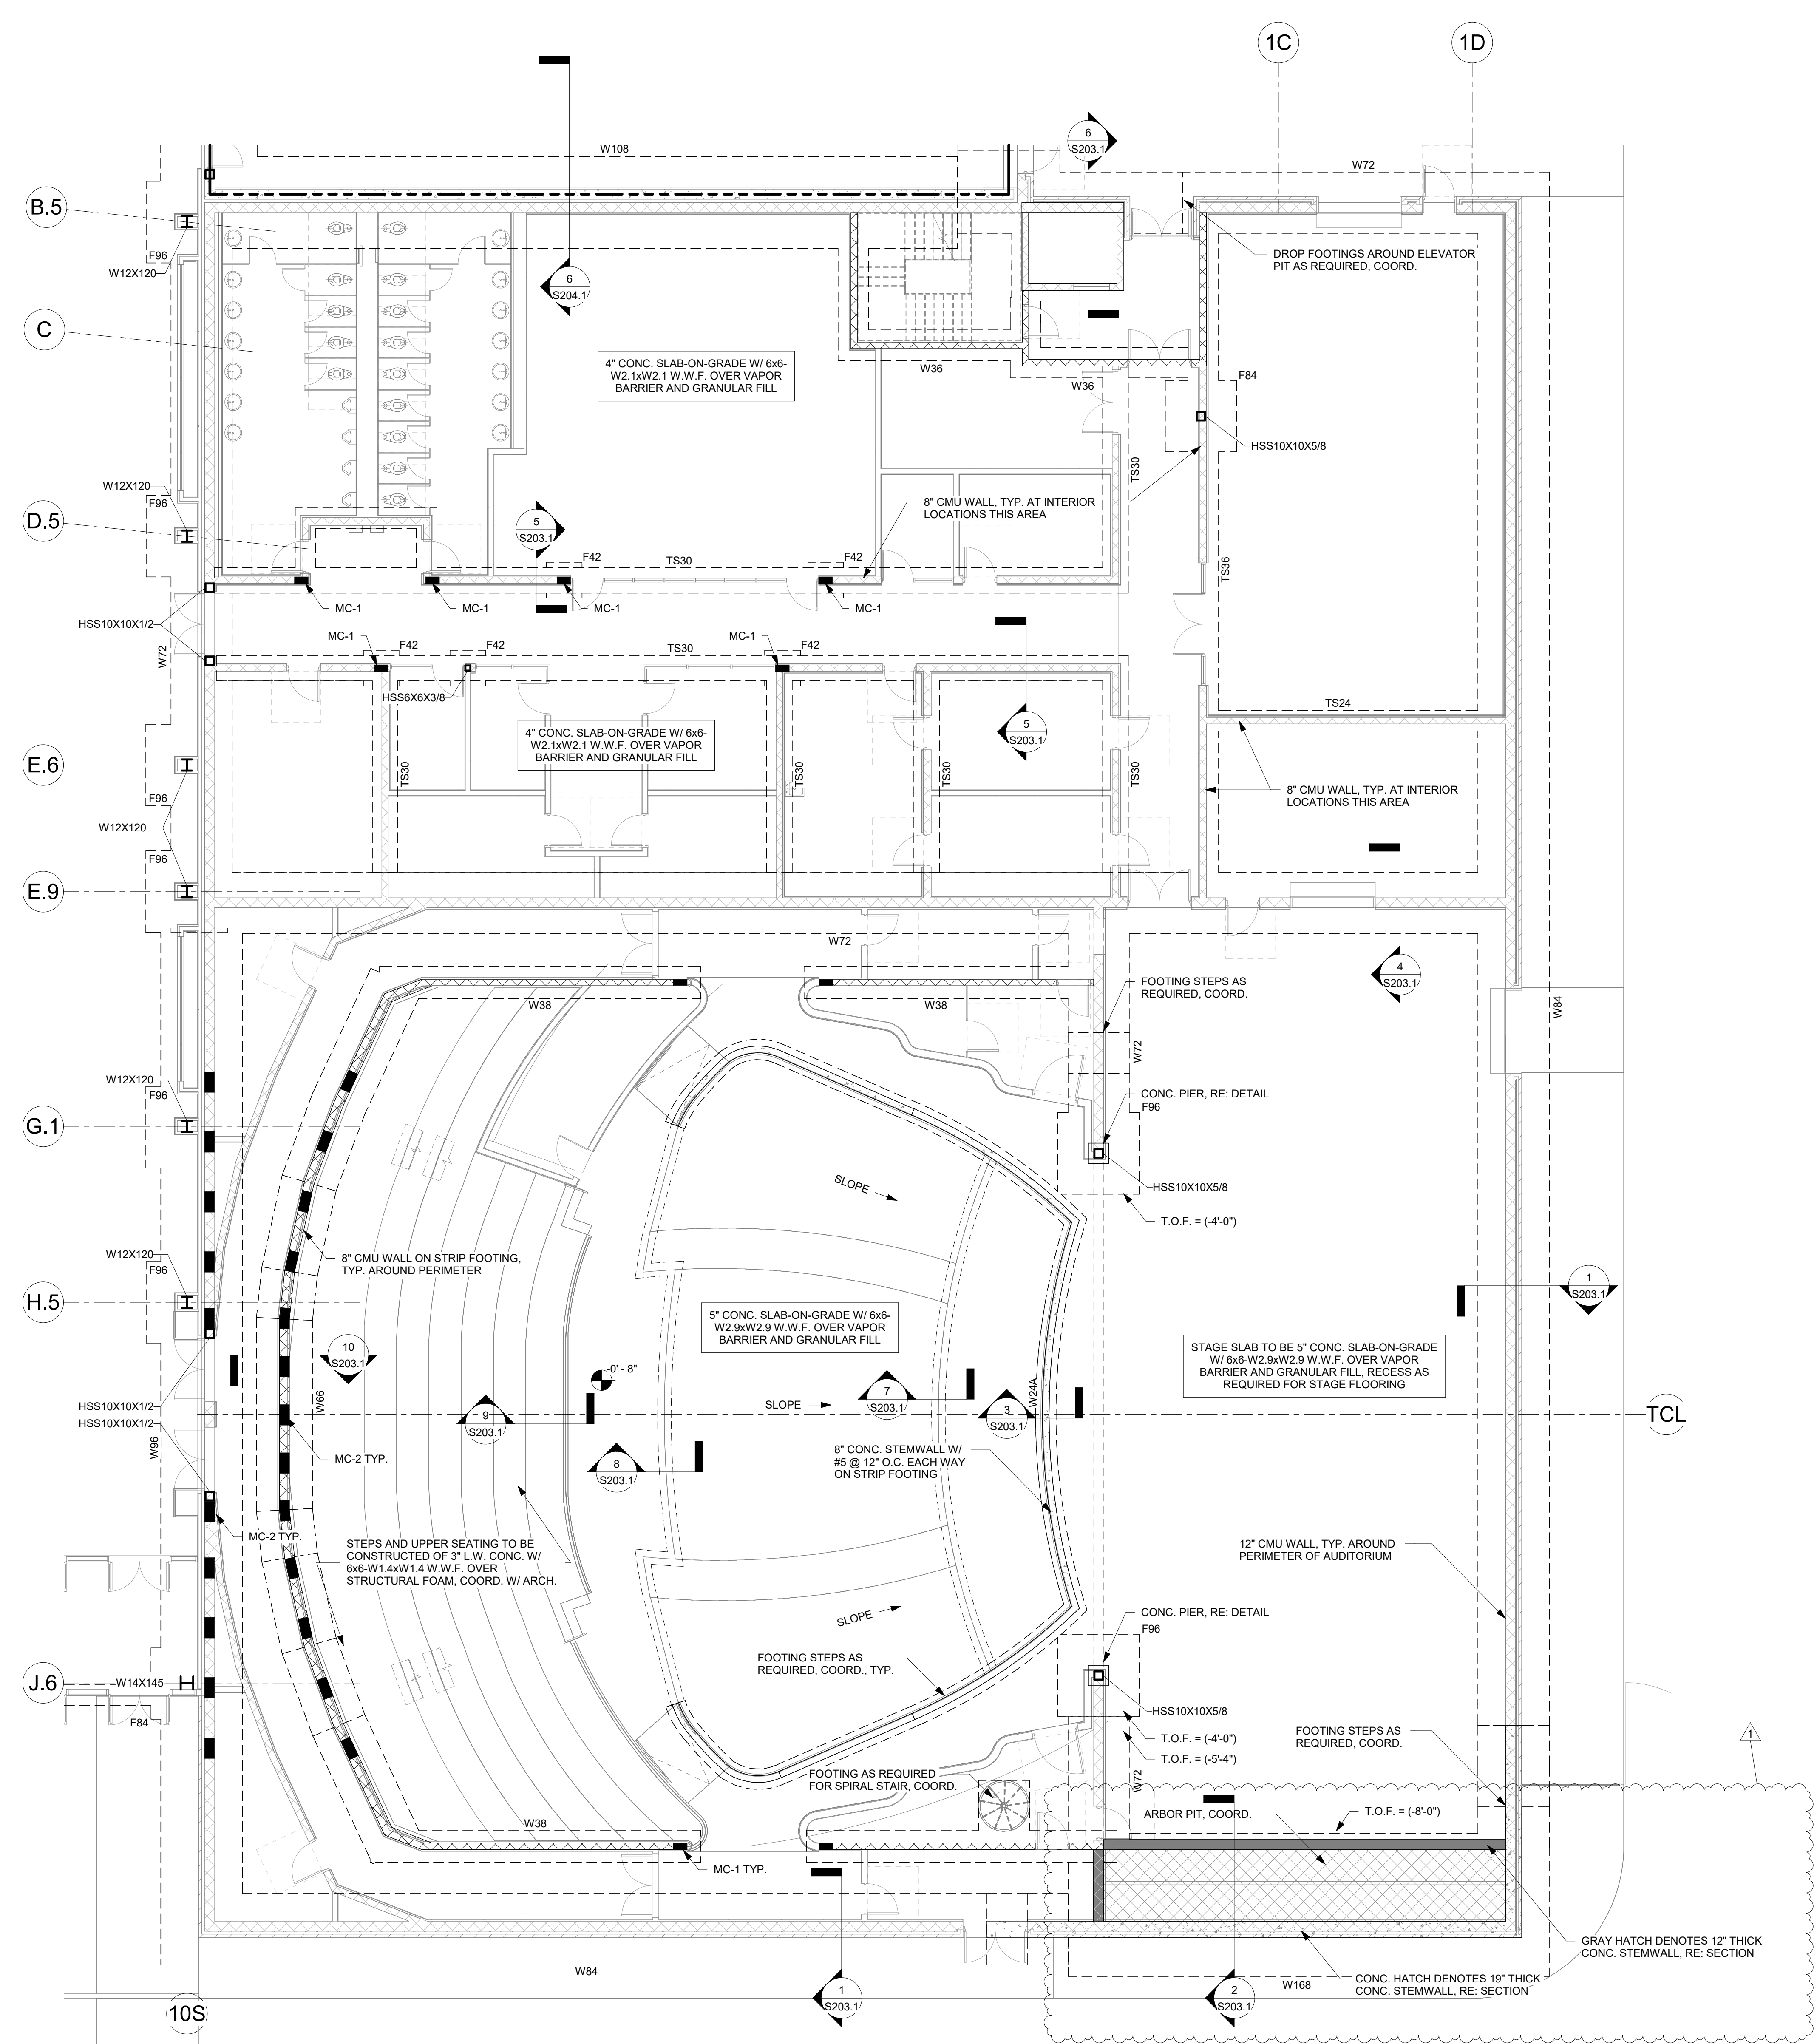 1C
1D
W108
6
S203.1
W72
B.5
F96
W12X120
DROP FOOTINGS AROUND ELEVATOR
PIT AS REQUIRED, COORD.
6
S204.1
C
4" CONC. SLAB-ON-GRADE W/ 6x6-
W2.1xW2.1 W.W.F. OVER VAPOR
BARRIER AND GRANULAR FILL
W36
W36
F84
HSS10X10X5/8
TS30
W12X120
F96
8" CMU WALL, TYP. AT INTERIOR
LOCATIONS THIS AREA
D.5
5
S203.1
F42
TS30
F42
TS36
MC-1
MC-1
MC-1
MC-1
HSS10X10X1/2
W72
MC-1
F42
F42
TS30
MC-1
F42
HSS6X6X3/8
TS24
5
S203.1
4" CONC. SLAB-ON-GRADE W/ 6x6-
W2.1xW2.1 W.W.F. OVER VAPOR
BARRIER AND GRANULAR FILL
E.6
TS30
TS30
TS30
TS30
F96
8" CMU WALL, TYP. AT INTERIOR
LOCATIONS THIS AREA
W12X120
F96
E.9
W72
4
S203.1
FOOTING STEPS AS
REQUIRED, COORD.
W38
W38
W84
W72
W12X120
F96
CONC. PIER, RE: DETAIL
F96
G.1
SLOPE
HSS10X10X5/8
T.O.F. = (-4'-0")
W12X120
F96
8" CMU WALL ON STRIP FOOTING,
TYP. AROUND PERIMETER
1
S203.1
H.5
5" CONC. SLAB-ON-GRADE W/ 6x6-
W2.9xW2.9 W.W.F. OVER VAPOR
BARRIER AND GRANULAR FILL
10
S203.1
STAGE SLAB TO BE 5" CONC. SLAB-ON-GRADE
W/ 6x6-W2.9xW2.9 W.W.F. OVER VAPOR
BARRIER AND GRANULAR FILL, RECESS AS
REQUIRED FOR STAGE FLOORING
-0' - 8"
7
S203.1
W24A
W66
HSS10X10X1/2
HSS10X10X1/2
SLOPE
9
S203.1
3
S203.1
TCL
W96
MC-2 TYP.
8
S203.1
8" CONC. STEMWALL W/
#5 @ 12" O.C. EACH WAY
ON STRIP FOOTING
MC-2 TYP.
STEPS AND UPPER SEATING TO BE
CONSTRUCTED OF 3" L.W. CONC. W/
6x6-W1.4xW1.4 W.W.F. OVER
STRUCTURAL FOAM, COORD. W/ ARCH.
12" CMU WALL, TYP. AROUND
PERIMETER OF AUDITORIUM
SLOPE
CONC. PIER, RE: DETAIL
F96
FOOTING STEPS AS
REQUIRED, COORD., TYP.
J.6
W14X145
F84
HSS10X10X5/8
T.O.F. = (-4'-0")
T.O.F. = (-5'-4")
FOOTING STEPS AS
REQUIRED, COORD.
1
FOOTING AS REQUIRED
FOR SPIRAL STAIR, COORD.
W72
ARBOR PIT, COORD.
T.O.F. = (-8'-0")
W38
MC-1 TYP.
GRAY HATCH DENOTES 12" THICK
CONC. STEMWALL, RE: SECTION
W84
CONC. HATCH DENOTES 19" THICK
CONC. STEMWALL, RE: SECTION
W168
1
S203.1
2
S203.1
10S